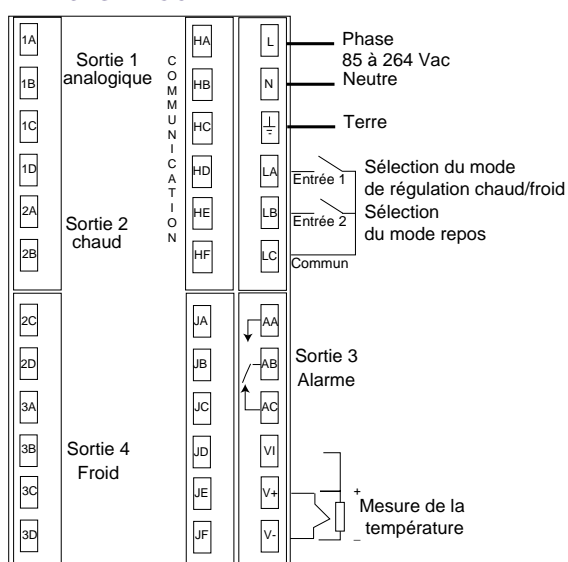 1A
1B
1C
1D
2A
2B
2C
2D
3A
3B
3C
3D
Sortie 1
analogique
Sortie 2
chaud
Sortie 4
Froid
COMMUNICATION
HA
HB
HC
HD
HE
HF
JA
JB
JC
JD
JE
JF
L
N
LA
LB
LC
AA
AB
AC
VI
V+
V-
Phase
85 à 264 Vac
Neutre
Terre
Entrée 1
Sélection du mode
de régulation chaud/froid
Entrée 2
Sélection
du mode repos
Commun
Sortie 3
Alarme
+
Mesure de la
température
–